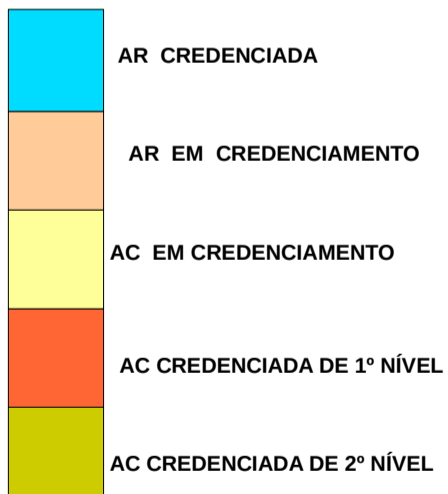 AR CREDENCIADA
AR EM CREDENCIAMENTO
AC EM CREDENCIAMENTO
AC CREDENCIADA DE 1º NÍVEL
AC CREDENCIADA DE 2º NÍVEL